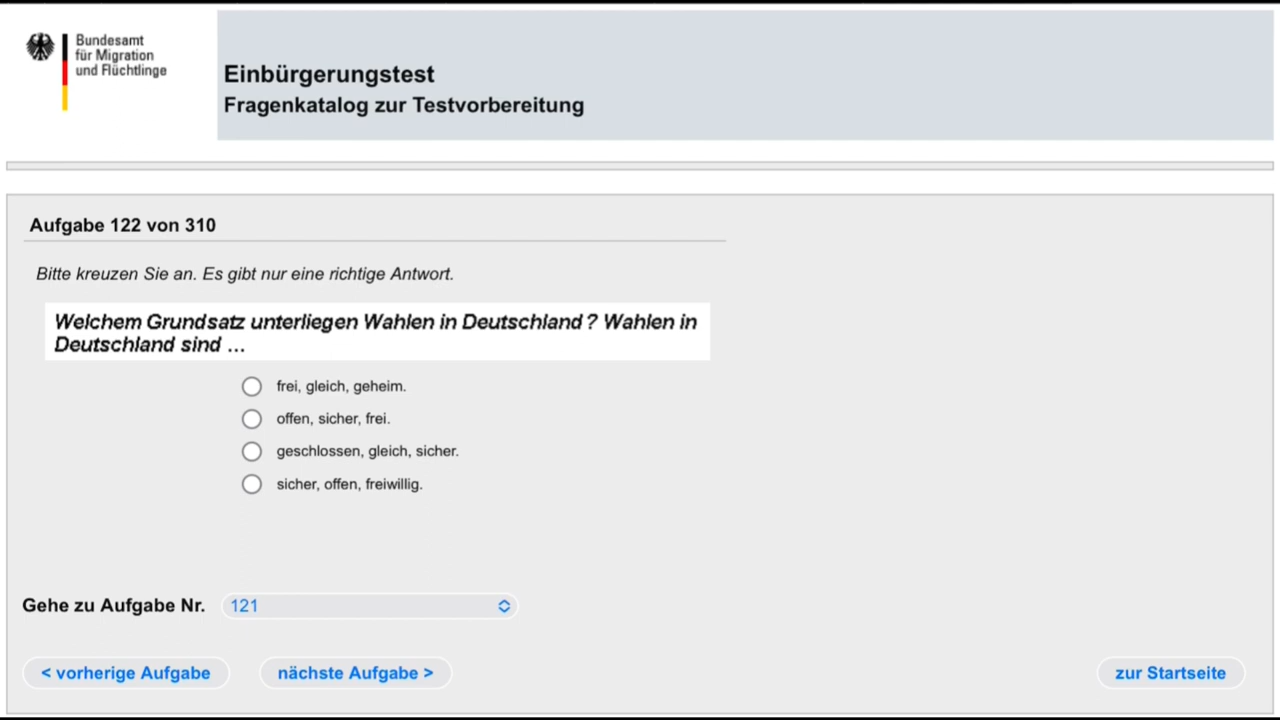 Bundesamt
für Migration
und Flüchtlinge
Einbürgerungstest
Fragenkatalog zur Testvorbereitung
Aufgabe 122 von 310
Bitte kreuzen Sie an. Es gibt nur eine richtige Antwort.
Welchem Grundsatz unterliegen Wahlen in Deutschland? Wahlen in
Deutschland sind ...
frei, gleich, geheim.
offen, sicher, frei.
geschlossen, gleich, sicher.
sicher, offen, freiwillig.
Gehe zu Aufgabe Nr. 121
< vorherige Aufgabe nächste Aufgabe > zur Startseite